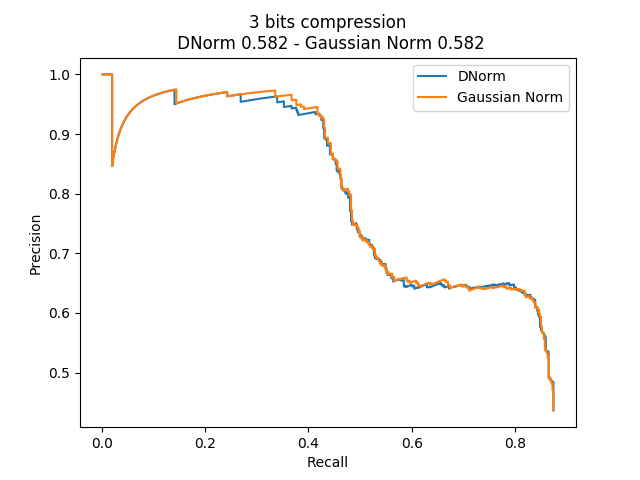 3 bits compression
DNorm 0.582 - Gaussian Norm 0.582
DNorm
Gaussian Norm
1.0
0.9
0.8
0.7
0.6
0.5
Precision
0.0 0.2 0.4 0.6 0.8
Recall